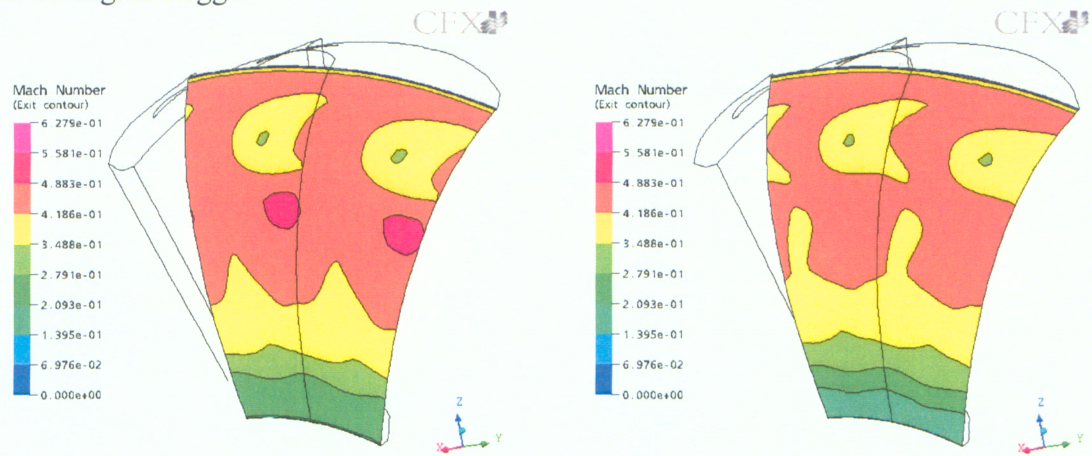 CFX
Mach Number
(Exit contour)
6.279e-01
5.581e-01
4.883e-01
4.186e-01
3.488e-01
2.791e-01
2.093e-01
1.395e-01
6.976e-02
0.000e+00
Z
X
Y
CFX
Mach Number
(Exit contour)
6.279e-01
5.581e-01
4.883e-01
4.186e-01
3.488e-01
2.791e-01
2.093e-01
1.395e-01
6.976e-02
0.000e+00
Z
X
Y